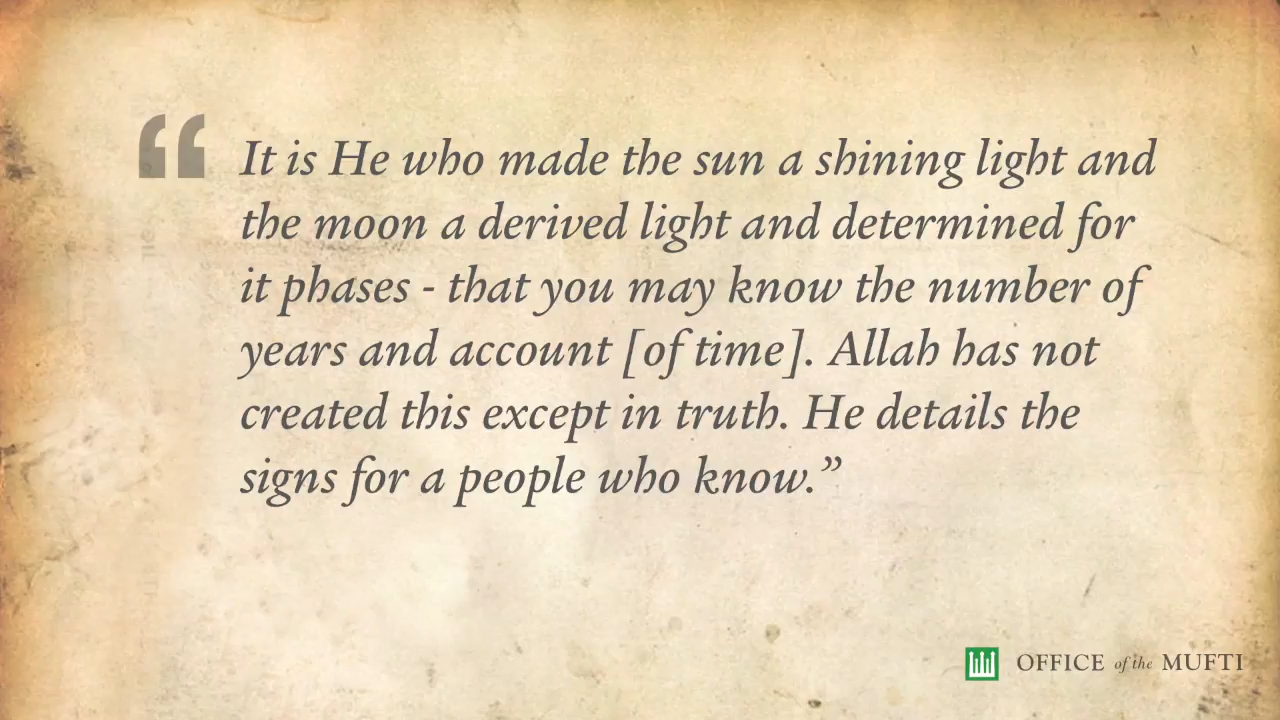 “ It is He who made the sun a shining light and
the moon a derived light and determined for
it phases - that you may know the number of
years and account [of time]. Allah has not
created this except in truth. He details the
signs for a people who know.”
OFFICE of the MUFTI